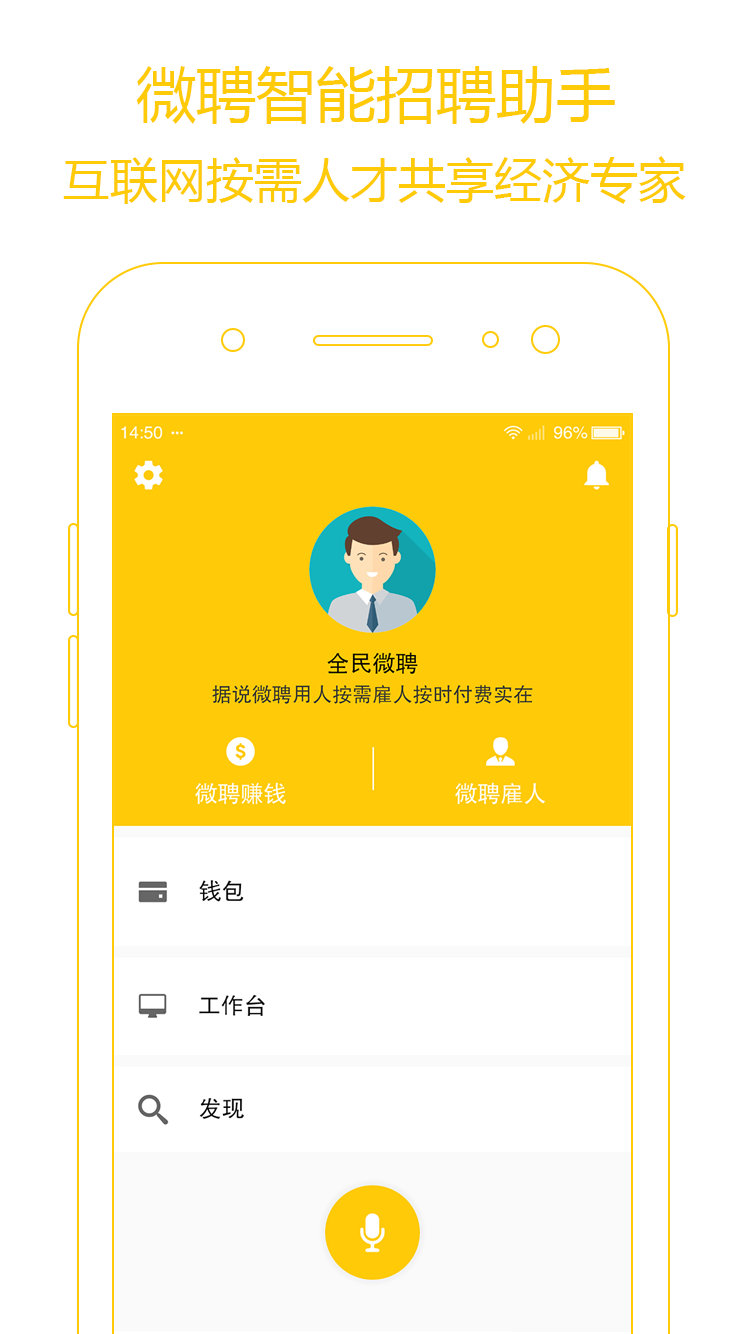 微聘智能招聘助手
互联网按需人才共享经济专家
14:50 ··· 96%
全民微聘
据说微聘用人按需雇人按时付费实在
微聘赚钱 微聘雇人
钱包
工作台
发现